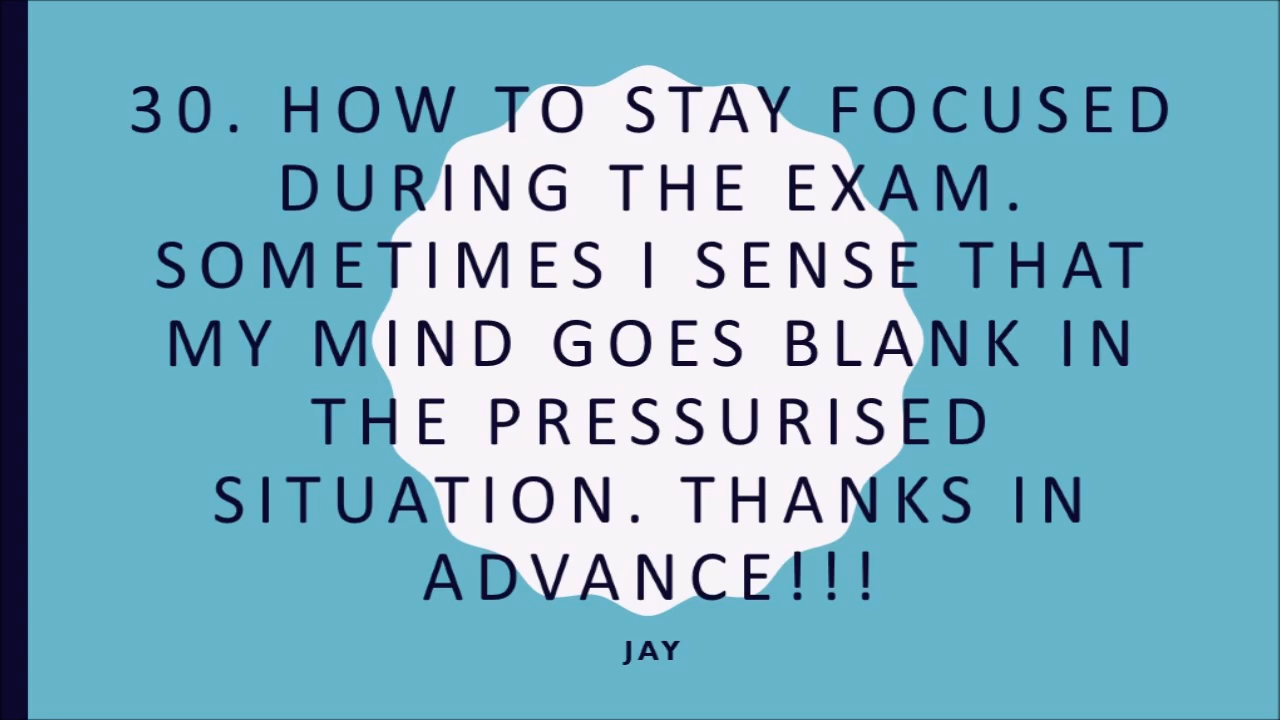 30. HOW TO STAY FOCUSED
DURING THE EXAM.
SOMETIMES I SENSE THAT
MY MIND GOES BLANK IN
THE PRESSURISED
SITUATION. THANKS IN
ADVANCE!!!
JAY